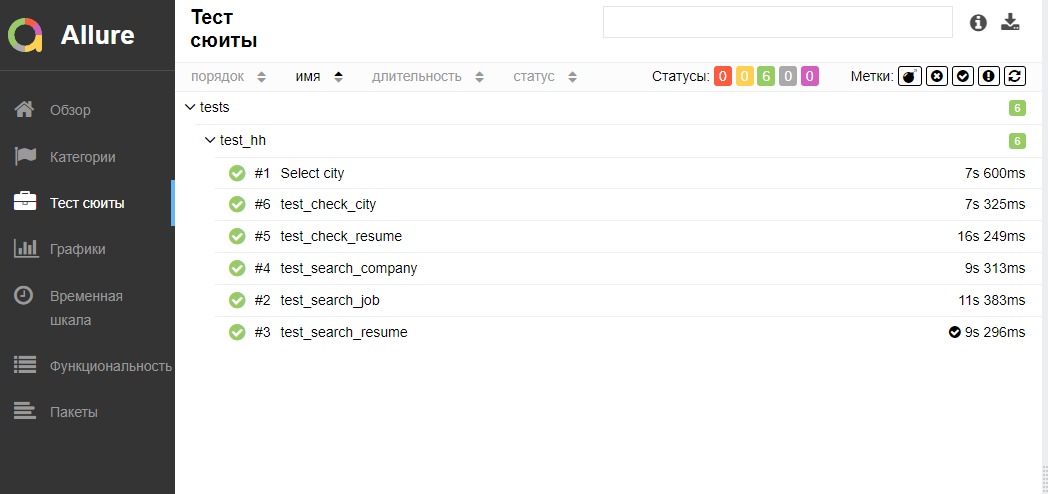 Allure
Обзор
Категории
Тест сюиты
Графики
Временная
шкала
Функциональность
Пакеты
Тест
сюиты
порядок имя длительность статус Статусы: 0 0 6 0 0 Метки:
tests 6
test_hh 6
#1 Select city 7s 600ms
#6 test_check_city 7s 325ms
#5 test_check_resume 16s 249ms
#4 test_search_company 9s 313ms
#2 test_search_job 11s 383ms
#3 test_search_resume 9s 296ms